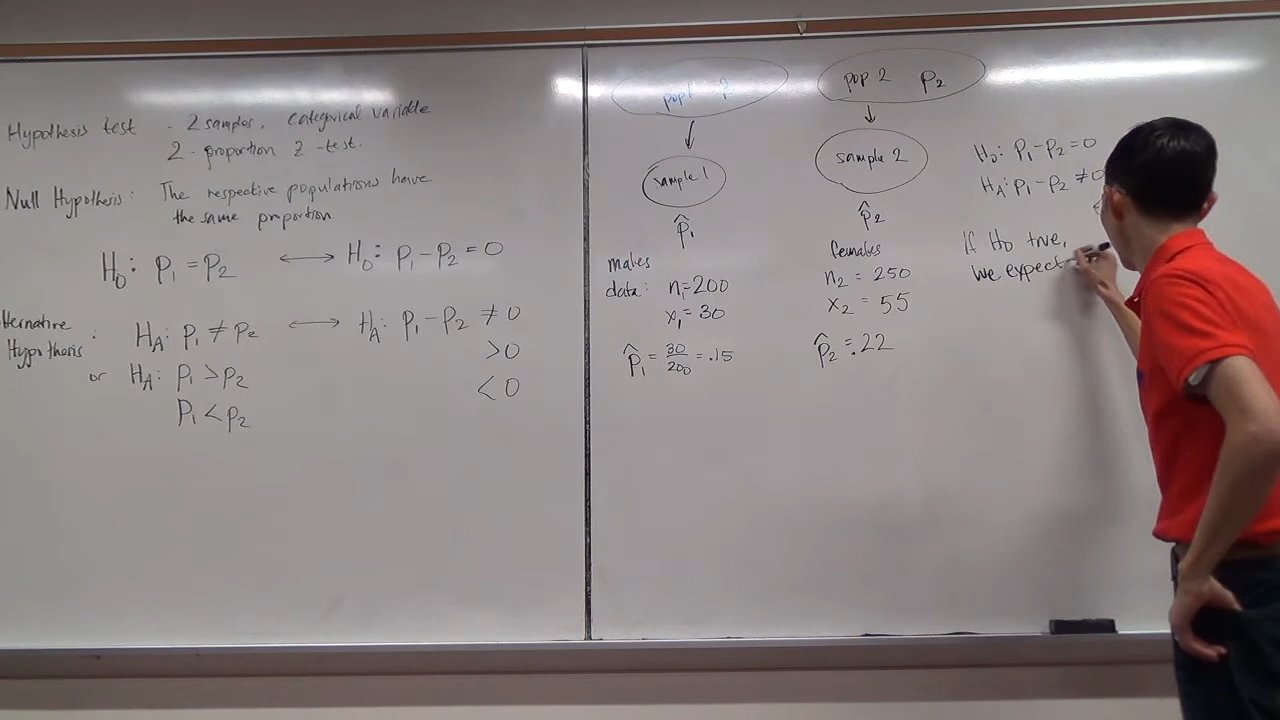 Hypothesis test - 2 samples, categorical variable
2 - proportion Z - test.
Null Hypothesis: The respective populations have
the same proportion
H₀: p₁ = p₂ ⟷ H₀: p₁ - p₂ = 0
lternative
Hypothesis:
HA: p₁ ≠ p₂ ⟷ HA: p₁ - p₂ ≠ 0
>0
or HA: p₁ > p₂
<0
p₁ < p₂
pop1
sample 1
p̂₁
males
data: n₁=200
x₁=30
p̂₁ = 30/200 = .15
pop 2 p₂
sample 2
p̂₂
females
n₂ = 250
x₂ = 55
p̂₂ = .22
H₀: p₁ - p₂ = 0
HA: p₁ - p₂ ≠ 0
If H₀ true,
we expect